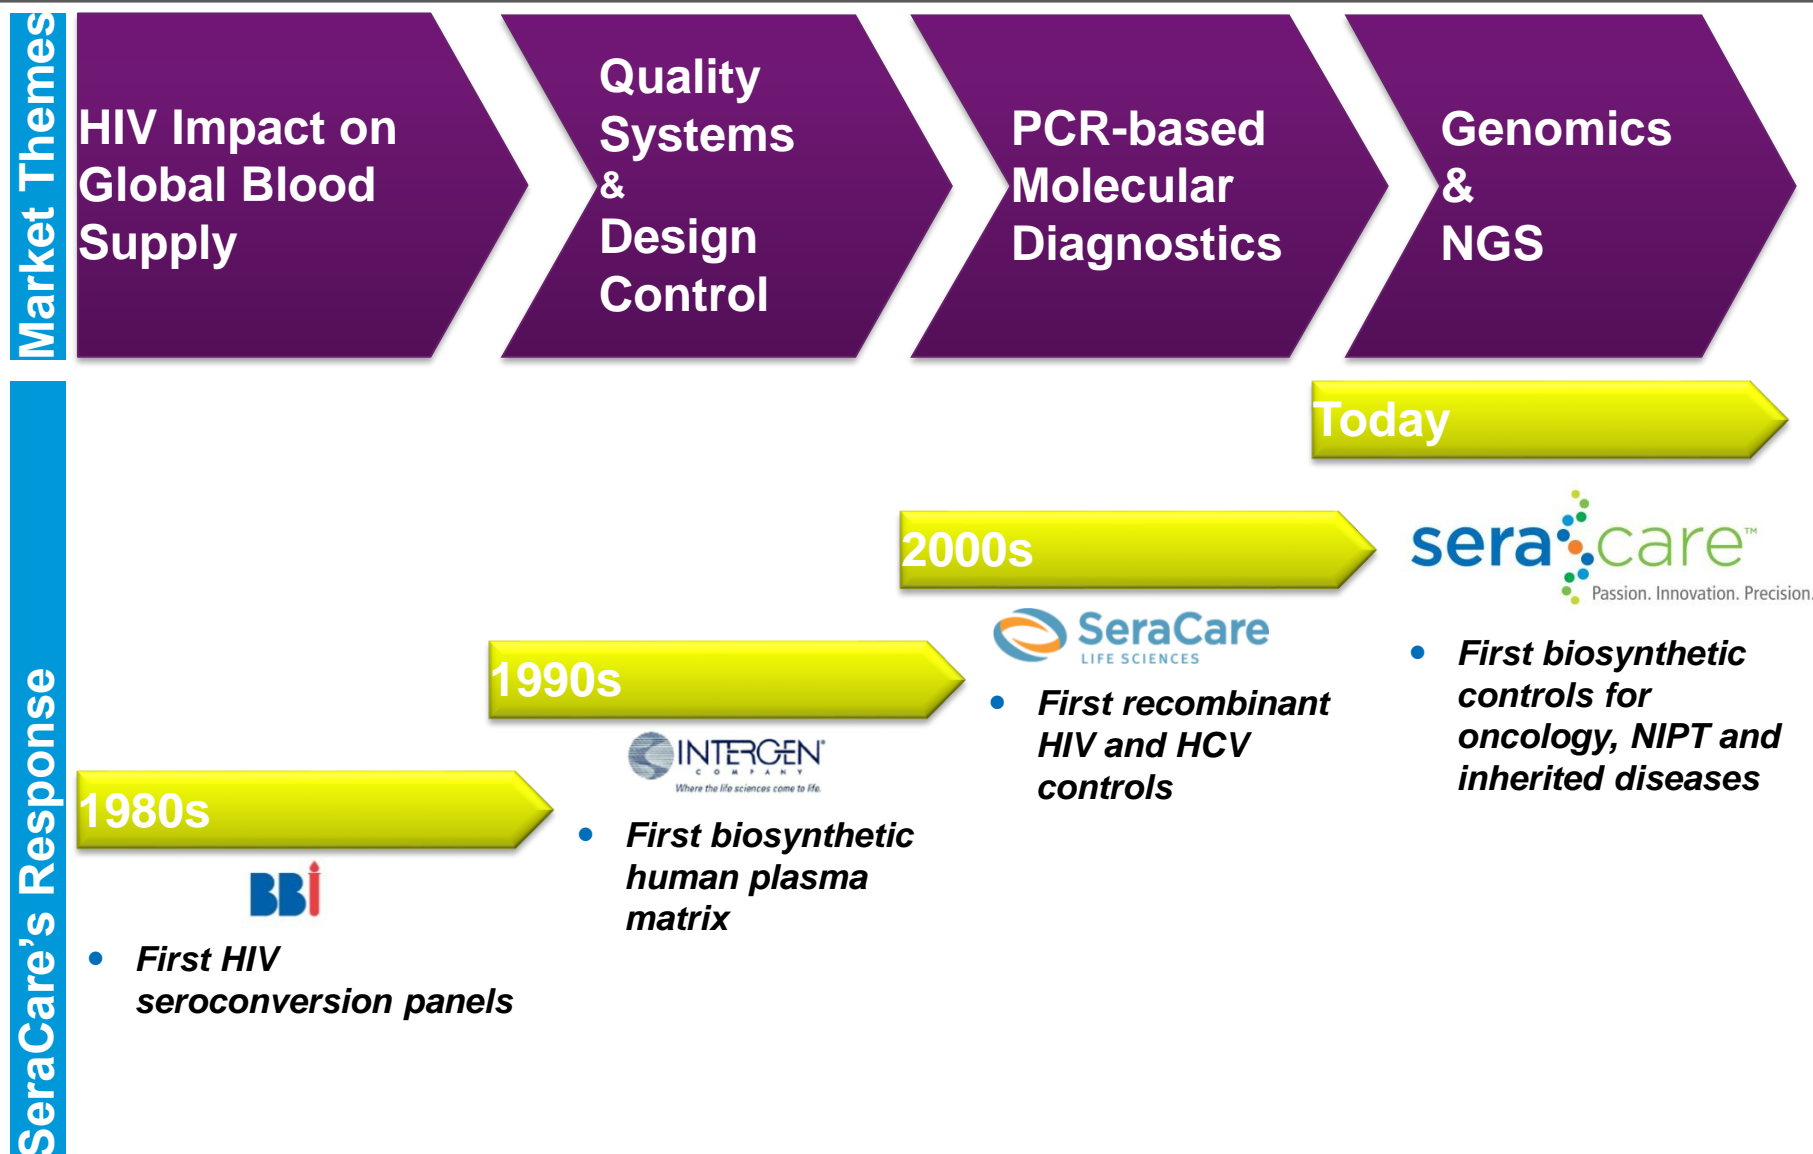 Market Themes
HIV Impact on
Global Blood
Supply
Quality
Systems
&
Design
Control
PCR-based
Molecular
Diagnostics
Genomics
&
NGS
SeraCare's Response
Today
seracare™
Passion. Innovation. Precision.
• First biosynthetic
controls for
oncology, NIPT and
inherited diseases
2000s
SeraCare
LIFE SCIENCES
• First recombinant
HIV and HCV
controls
1990s
INTERGEN®
COMPANY
Where the life sciences come to life.
• First biosynthetic
human plasma
matrix
1980s
BBi
• First HIV
seroconversion panels